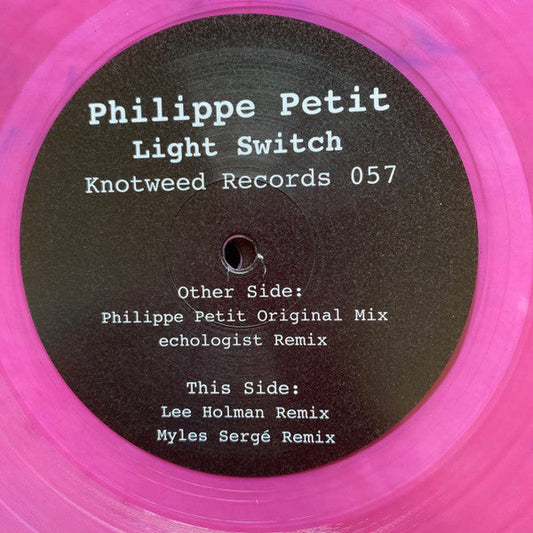 Philippe Petit
Light Switch
Knotweed Records 057
Other Side:
Philippe Petit Original Mix
echologist Remix
This Side:
Lee Holman Remix
Myles Sergé Remix